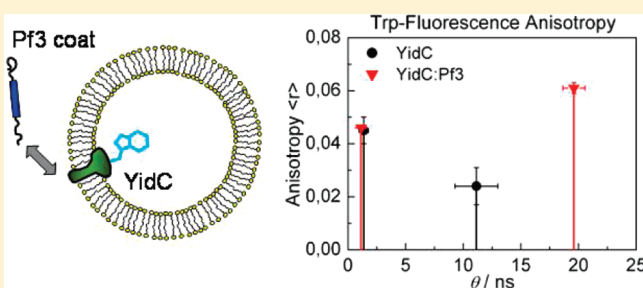 Pf3 coat
YidC
Trp-Fluorescence Anisotropy
YidC
YidC:Pf3
Anisotropy <r>
0,08
0,06
0,04
0,02
0,00
0 5 10 15 20 25
θ / ns